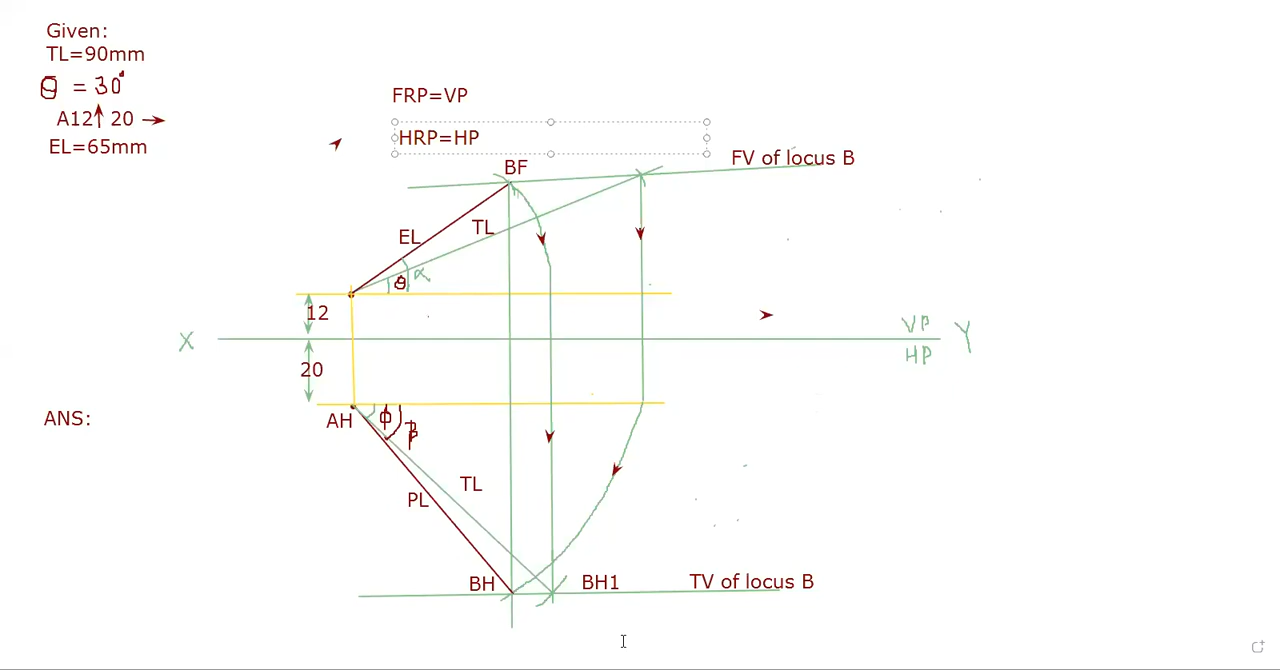 Given:
TL=90mm
θ = 30°
A12↑ 20 →
EL=65mm
FRP=VP
HRP=HP
BF
FV of locus B
EL
TL
θ
α
12
VP
X
Y
HP
20
ANS:
AH
ϕ
β
TL
PL
BH
BH1
TV of locus B